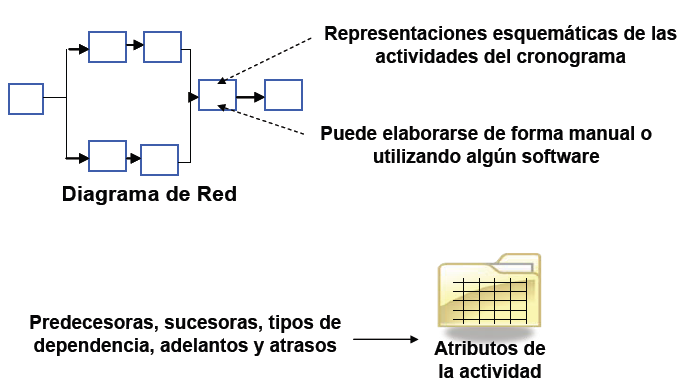 Representaciones esquemáticas de las
actividades del cronograma
Puede elaborarse de forma manual o
utilizando algún software
Diagrama de Red
Predecesoras, sucesoras, tipos de
dependencia, adelantos y atrasos
Atributos de
la actividad